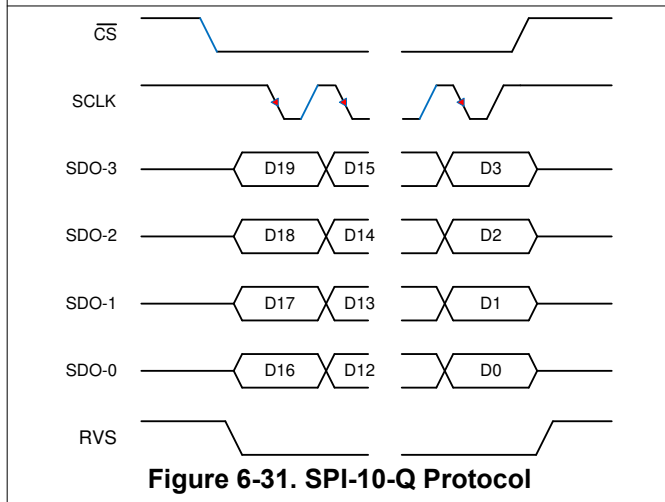 CS
SCLK
SDO-3 D19 D15 D3
SDO-2 D18 D14 D2
SDO-1 D17 D13 D1
SDO-0 D16 D12 D0
RVS
Figure 6-31. SPI-10-Q Protocol